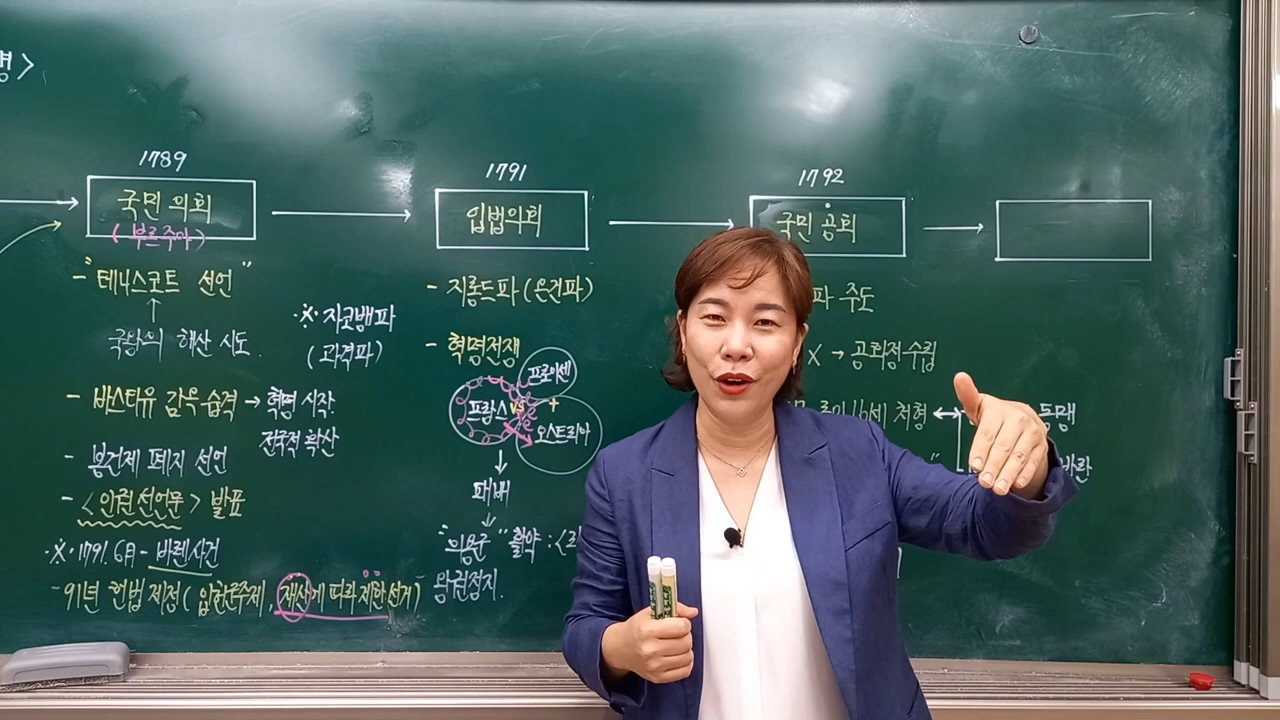 >
1789
국민 의회
(부르주아)
- "테니스코트 선언"
↑
국왕의 해산 시도.
※ 자코뱅파
(과격파)
- 바스티유 감옥 습격 → 혁명 시작.
전국적 확산
- 봉건제 폐지 선언
- <인권 선언문> 발표
※ 1791. 6月 - 바렌 사건
- 91년 헌법 제정 ( 입헌군주제, 재산에 따라 제한 선거)
1791
입법의회
- 지롱드파 (온건파)
- 혁명전쟁
프랑스 vs
프로이센
+
오스트리아
↓
패배
↓
"의용군" 활약 : <라
왕권정지.
1792
국민 공회
파 주도
X → 공화정 수립
루이 16세 처형 ↔
동맹
"
반란